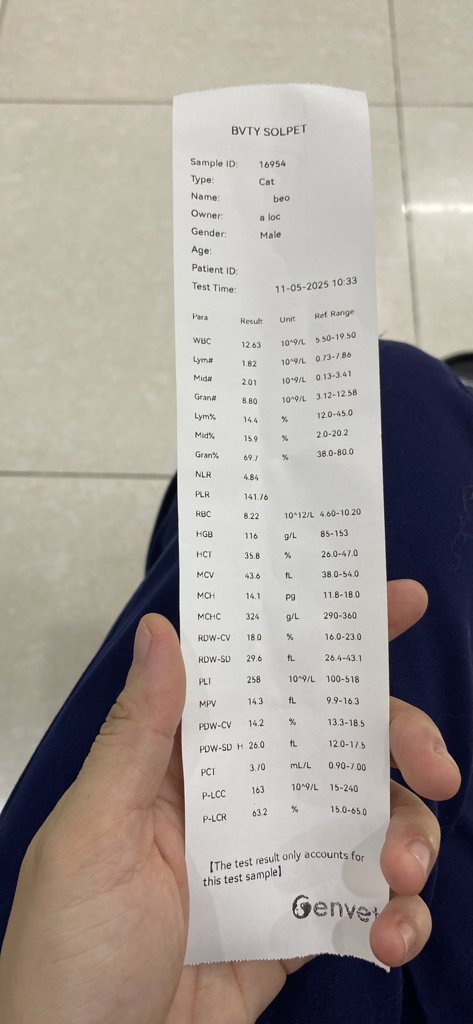 BVTY SOLPET
Sample ID: 16954
Type: Cat
Name: beo
Owner: a loc
Gender: Male
Age:
Patient ID:
Test Time: 11-05-2025 10:33
Para Result Unit Ref. Range
WBC 12.63 10^9/L 5.50-19.50
Lym# 1.82 10^9/L 0.73-7.86
Mid# 2.01 10^9/L 0.13-3.41
Gran# 8.80 10^9/L 3.12-12.58
Lym% 14.4 % 12.0-45.0
Mid% 15.9 % 2.0-20.2
Gran% 69.7 % 38.0-80.0
NLR 4.84
PLR 141.76
RBC 8.22 10^12/L 4.60-10.20
HGB 116 g/L 85-153
HCT 35.8 % 26.0-47.0
MCV 43.6 fL 38.0-54.0
MCH 14.1 pg 11.8-18.0
MCHC 324 g/L 290-360
RDW-CV 18.0 % 16.0-23.0
RDW-SD 29.6 fL 26.4-43.1
PLT 258 10^9/L 100-518
MPV 14.3 fL 9.9-16.3
PDW-CV 14.2 % 13.3-18.5
PDW-SD H 26.0 fL 12.0-17.5
PCT 3.70 mL/L 0.90-7.00
P-LCC 163 10^9/L 15-240
P-LCR 63.2 % 15.0-65.0
【The test result only accounts for
this test sample】
Genvet